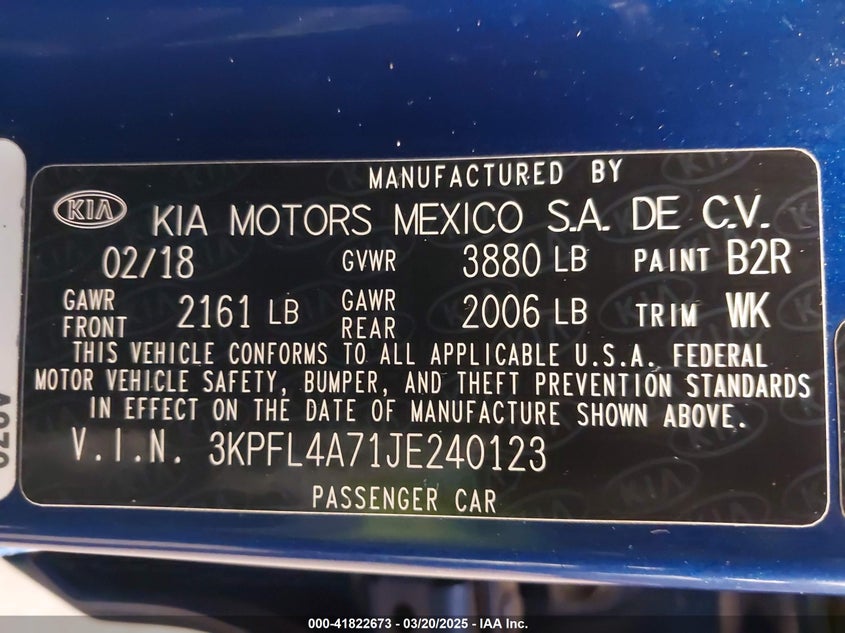 MANUFACTURED BY
KIA KIA MOTORS MEXICO S.A. DE C.V.
02/18 GVWR 3880 LB PAINT B2R
GAWR FRONT 2161 LB GAWR REAR 2006 LB TRIM WK
THIS VEHICLE CONFORMS TO ALL APPLICABLE U.S.A. FEDERAL
MOTOR VEHICLE SAFETY, BUMPER, AND THEFT PREVENTION STANDARDS
IN EFFECT ON THE DATE OF MANUFACTURE SHOWN ABOVE.
V.I.N. 3KPFL4A71JE240123
PASSENGER CAR
000-41822673 — 03/20/2025 — IAA Inc.